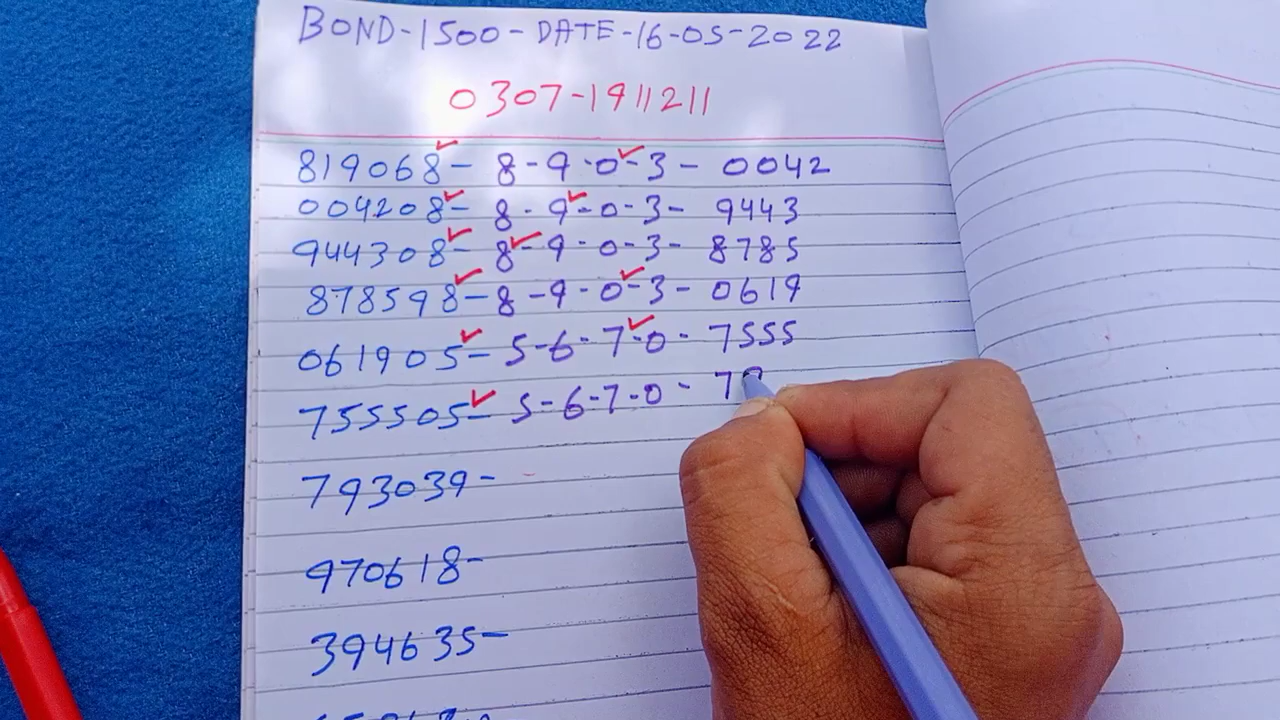 BOND-1500-DATE-16-05-2022
0307-1911211
819068- 8-9-0-3- 0042
004208- 8-9-0-3- 9443
944308- 8-9-0-3- 8785
878598-8-9-0-3- 0619
061905- 5-6-7-0- 7555
755505- 5-6-7-0- 79
793039-
970618-
394635-